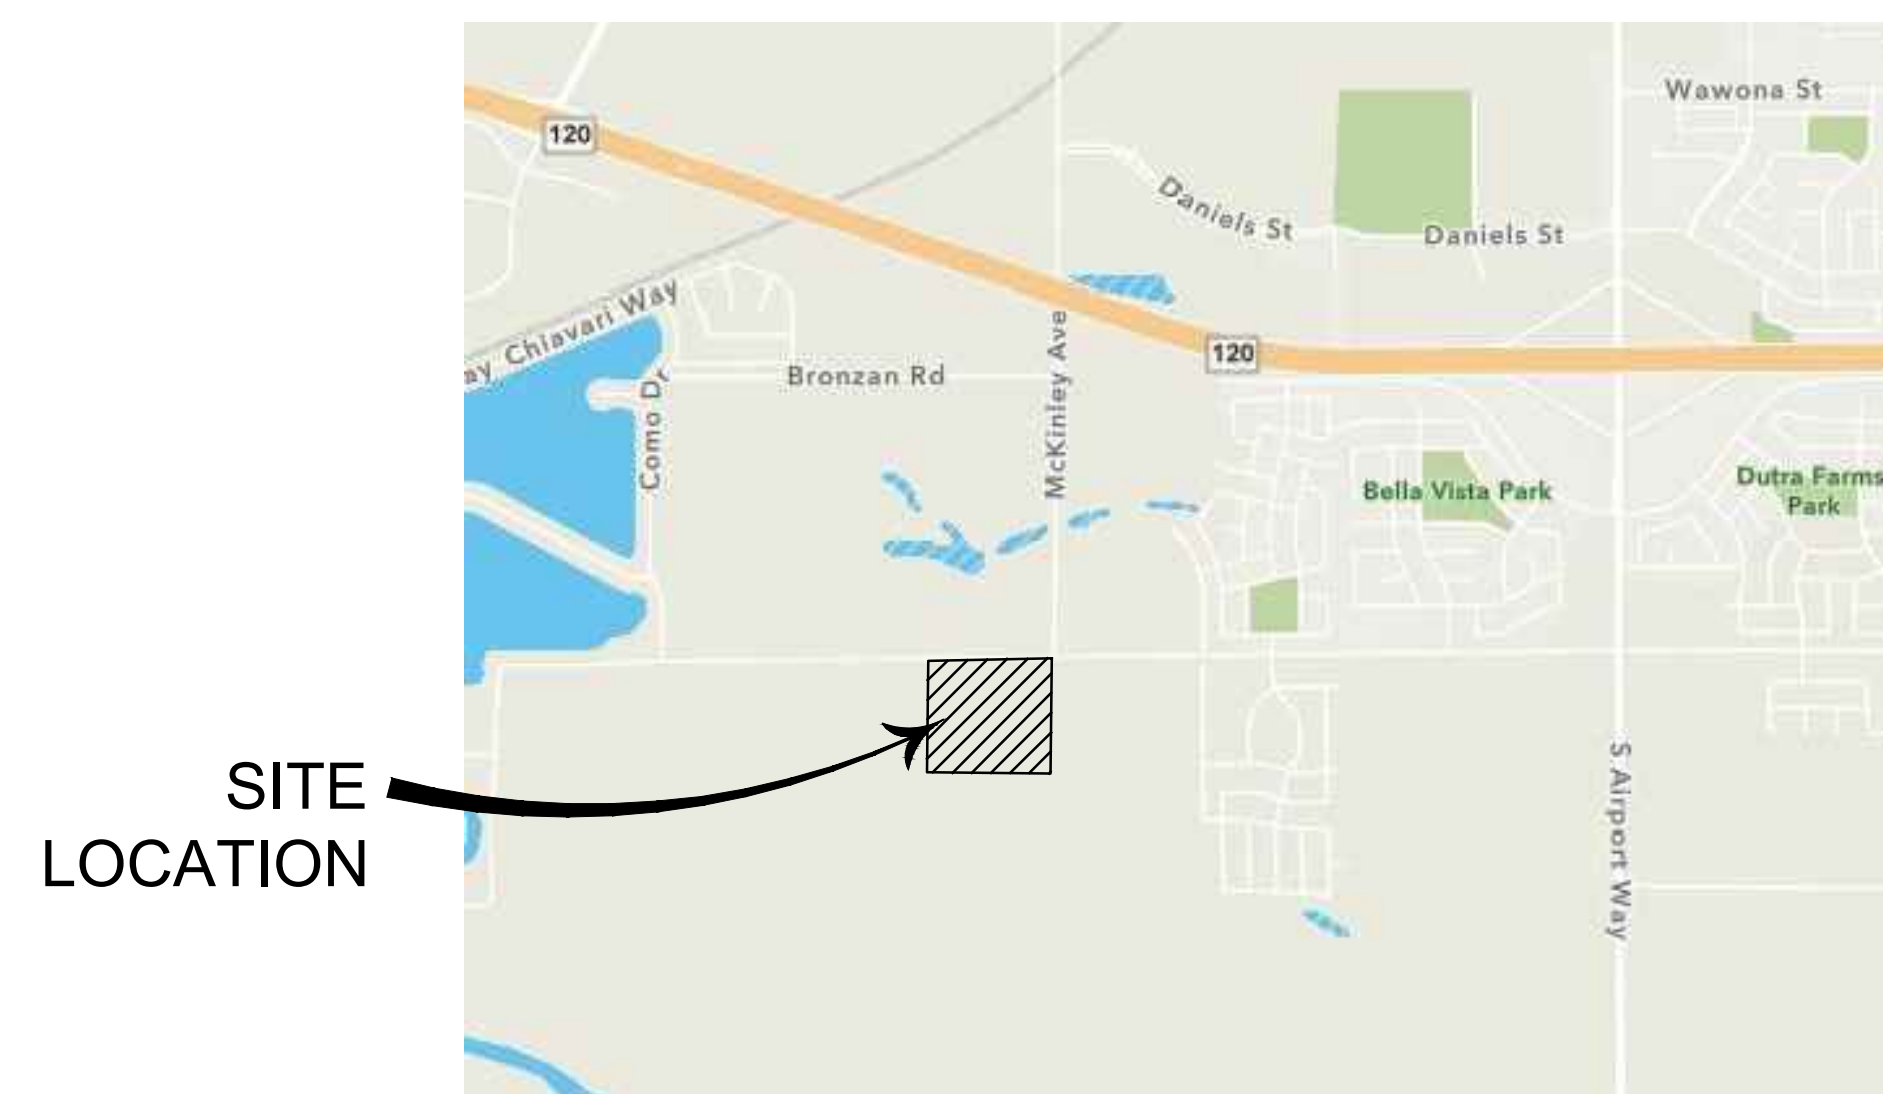 Wawona St
120
Daniels St
Daniels St
ay Chiavari Way
120
Bronzan Rd
McKinley Ave
Como Dr
Bella Vista Park
Dutra Farms
Park
SITE
LOCATION
S Airport Way